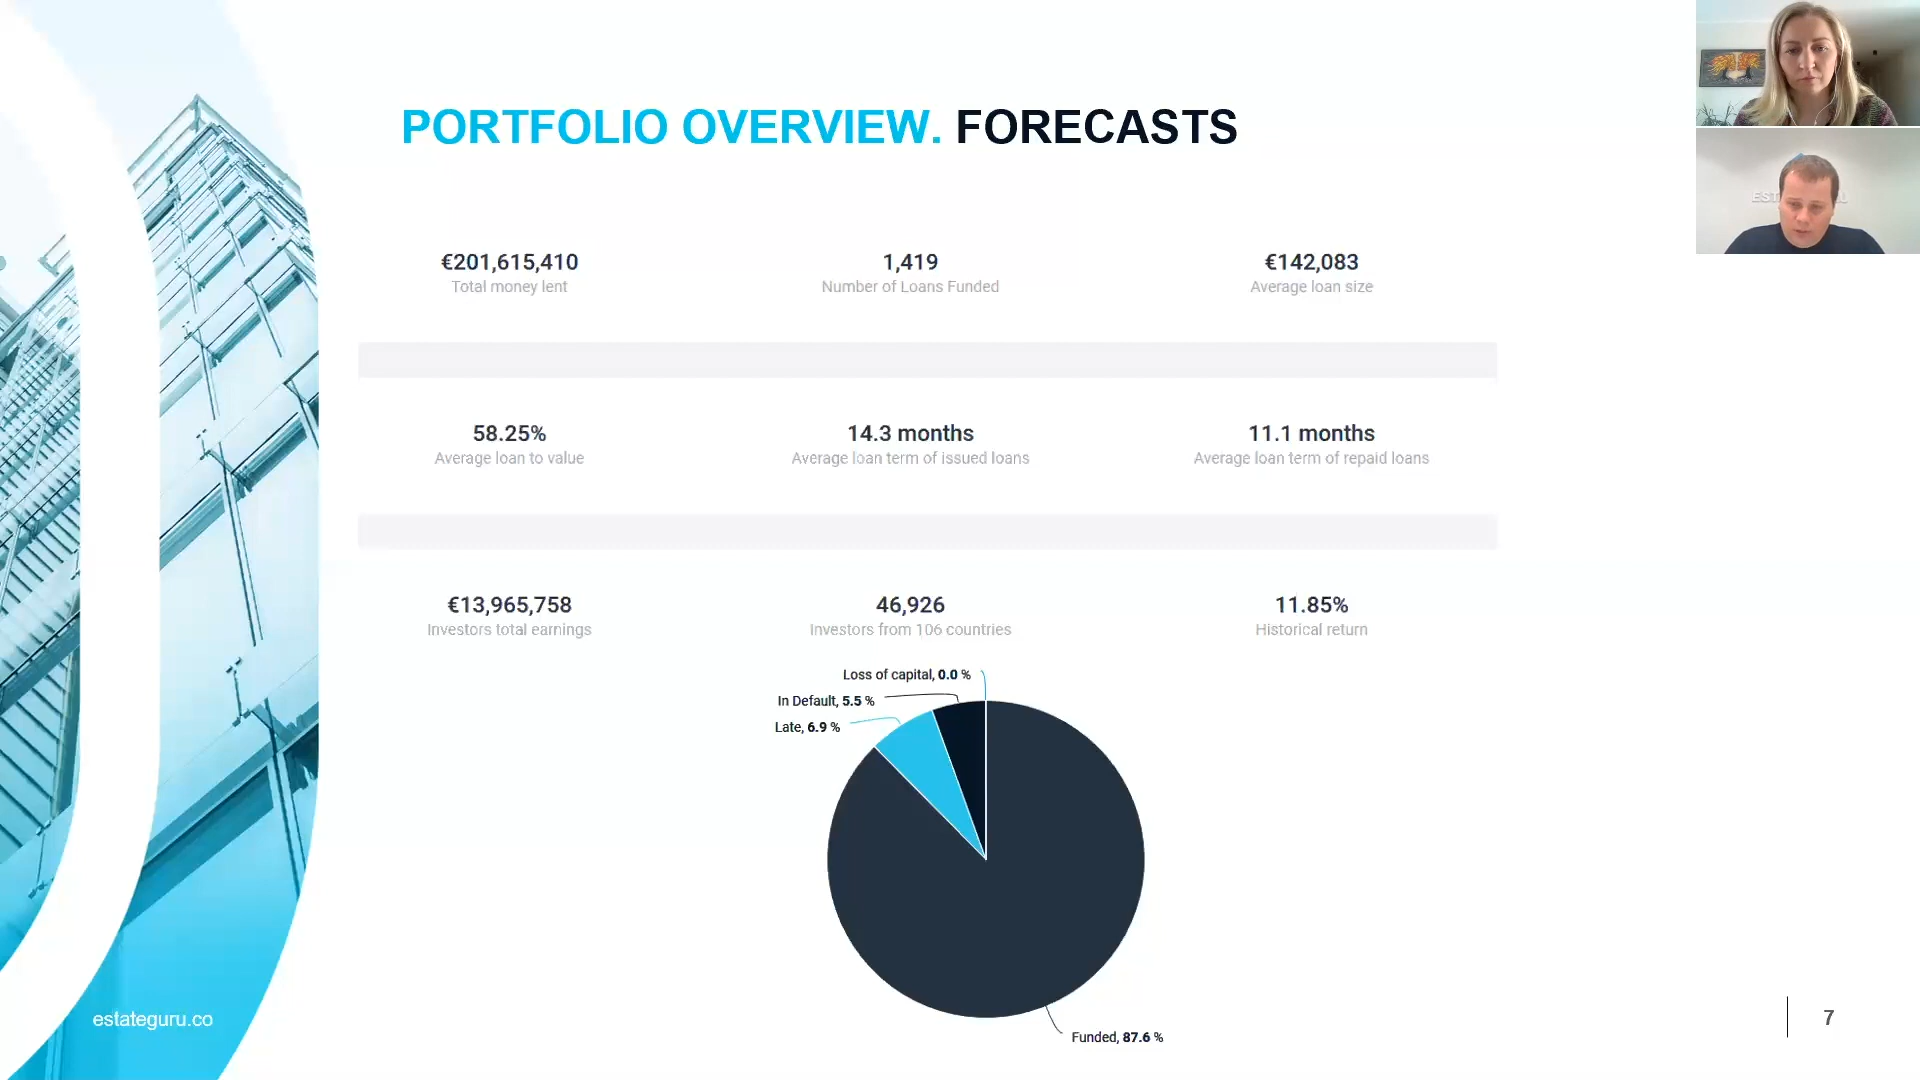 PORTFOLIO OVERVIEW. FORECASTS
€201,615,410
Total money lent
1,419
Number of Loans Funded
€142,083
Average loan size
58.25%
Average loan to value
14.3 months
Average loan term of issued loans
11.1 months
Average loan term of repaid loans
€13,965,758
Investors total earnings
46,926
Investors from 106 countries
11.85%
Historical return
Loss of capital, 0.0 %
In Default, 5.5 %
Late, 6.9 %
Funded, 87.6 %
estateguru.co
7